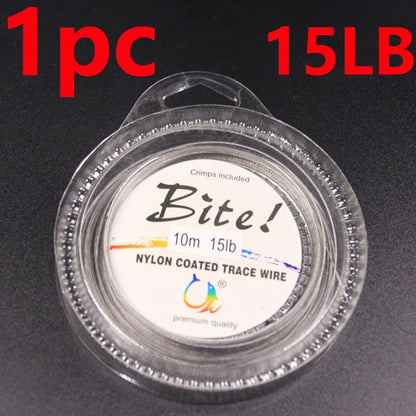 1pc 15LB
Crimps included
Bite!
10m 15lb
NYLON COATED TRACE WIRE
®
premium quality